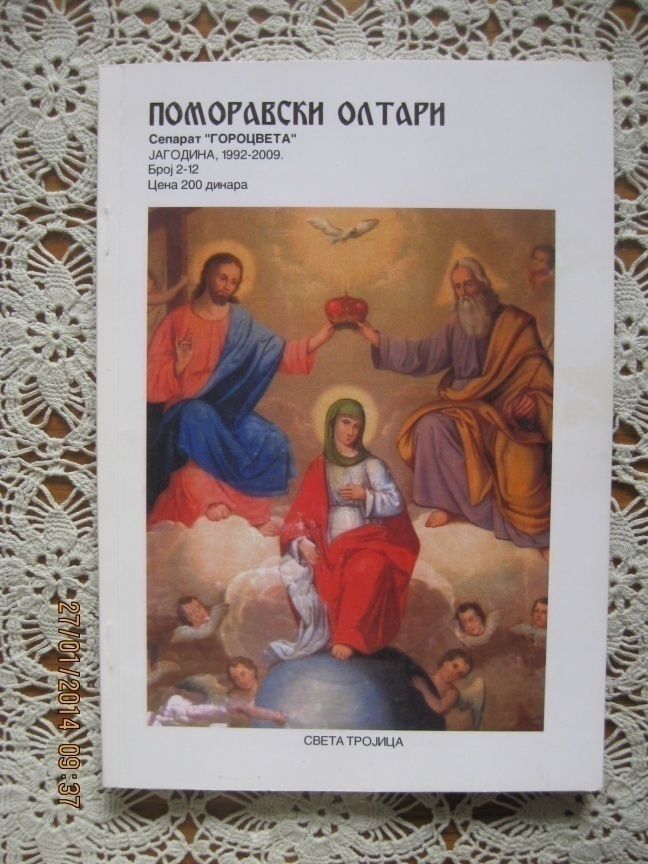 ПОМОРАВСКИ ОЛТАРИ
Сепарат "ГОРОЦВЕТА"
ЈАГОДИНА, 1992-2009.
Број 2-12
Цена 200 динара
СВЕТА ТРОЈИЦА
27/01/2014 09:37